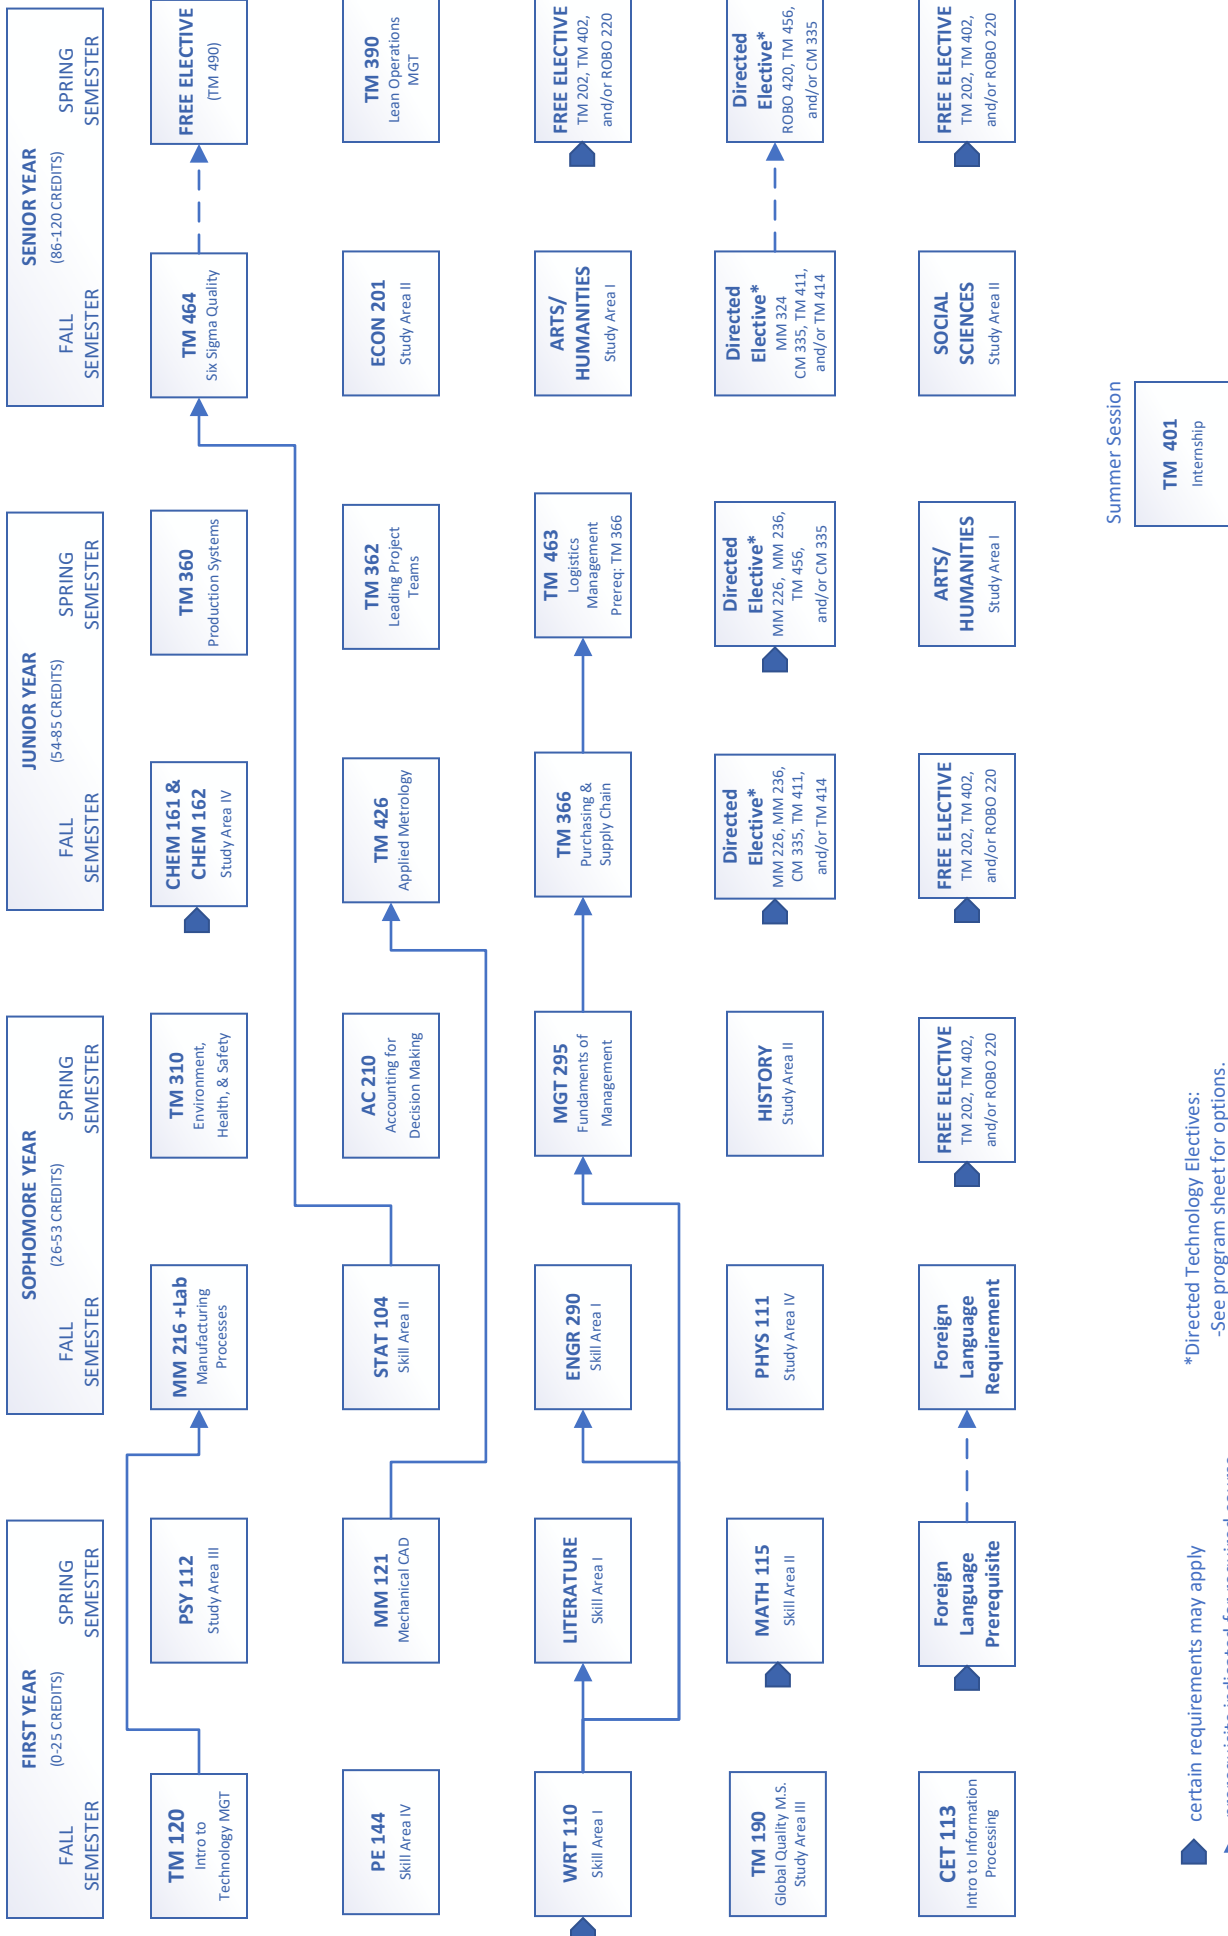 FIRST YEAR
(0-25 CREDITS)
FALL
SEMESTER
SPRING
SEMESTER
SOPHOMORE YEAR
(26-53 CREDITS)
FALL
SEMESTER
SPRING
SEMESTER
JUNIOR YEAR
(54-85 CREDITS)
FALL
SEMESTER
SPRING
SEMESTER
SENIOR YEAR
(86-120 CREDITS)
FALL
SEMESTER
SPRING
SEMESTER
TM 120
Intro to
Technology MGT
PSY 112
Study Area III
MM 216 +Lab
Manufacturing
Processes
TM 310
Environment,
Health, & Safety
CHEM 161 &
CHEM 162
Study Area IV
TM 360
Production Systems
TM 464
Six Sigma Quality
FREE ELECTIVE
(TM 490)
PE 144
Skill Area IV
MM 121
Mechanical CAD
STAT 104
Skill Area II
AC 210
Accounting for
Decision Making
TM 426
Applied Metrology
TM 362
Leading Project
Teams
ECON 201
Study Area II
TM 390
Lean Operations
MGT
WRT 110
Skill Area I
LITERATURE
Skill Area I
ENGR 290
Skill Area I
MGT 295
Fundaments of
Management
TM 366
Purchasing &
Supply Chain
TM 463
Logistics
Management
Prereq: TM 366
ARTS/
HUMANITIES
Study Area I
FREE ELECTIVE
TM 202, TM 402,
and/or ROBO 220
TM 190
Global Quality M.S.
Study Area III
MATH 115
Skill Area II
PHYS 111
Study Area IV
HISTORY
Study Area II
Directed
Elective*
MM 226, MM 236,
CM 335, TM 411,
and/or TM 414
Directed
Elective*
MM 226, MM 236,
TM 456,
and/or CM 335
Directed
Elective*
MM 324
CM 335, TM 411,
and/or TM 414
Directed
Elective*
ROBO 420, TM 456,
and/or CM 335
CET 113
Intro to Information
Processing
Foreign
Language
Prerequisite
Foreign
Language
Requirement
FREE ELECTIVE
TM 202, TM 402,
and/or ROBO 220
FREE ELECTIVE
TM 202, TM 402,
and/or ROBO 220
ARTS/
HUMANITIES
Study Area I
SOCIAL
SCIENCES
Study Area II
FREE ELECTIVE
TM 202, TM 402,
and/or ROBO 220
Summer Session
TM 401
Internship
certain requirements may apply
*Directed Technology Electives:
-See program sheet for options.